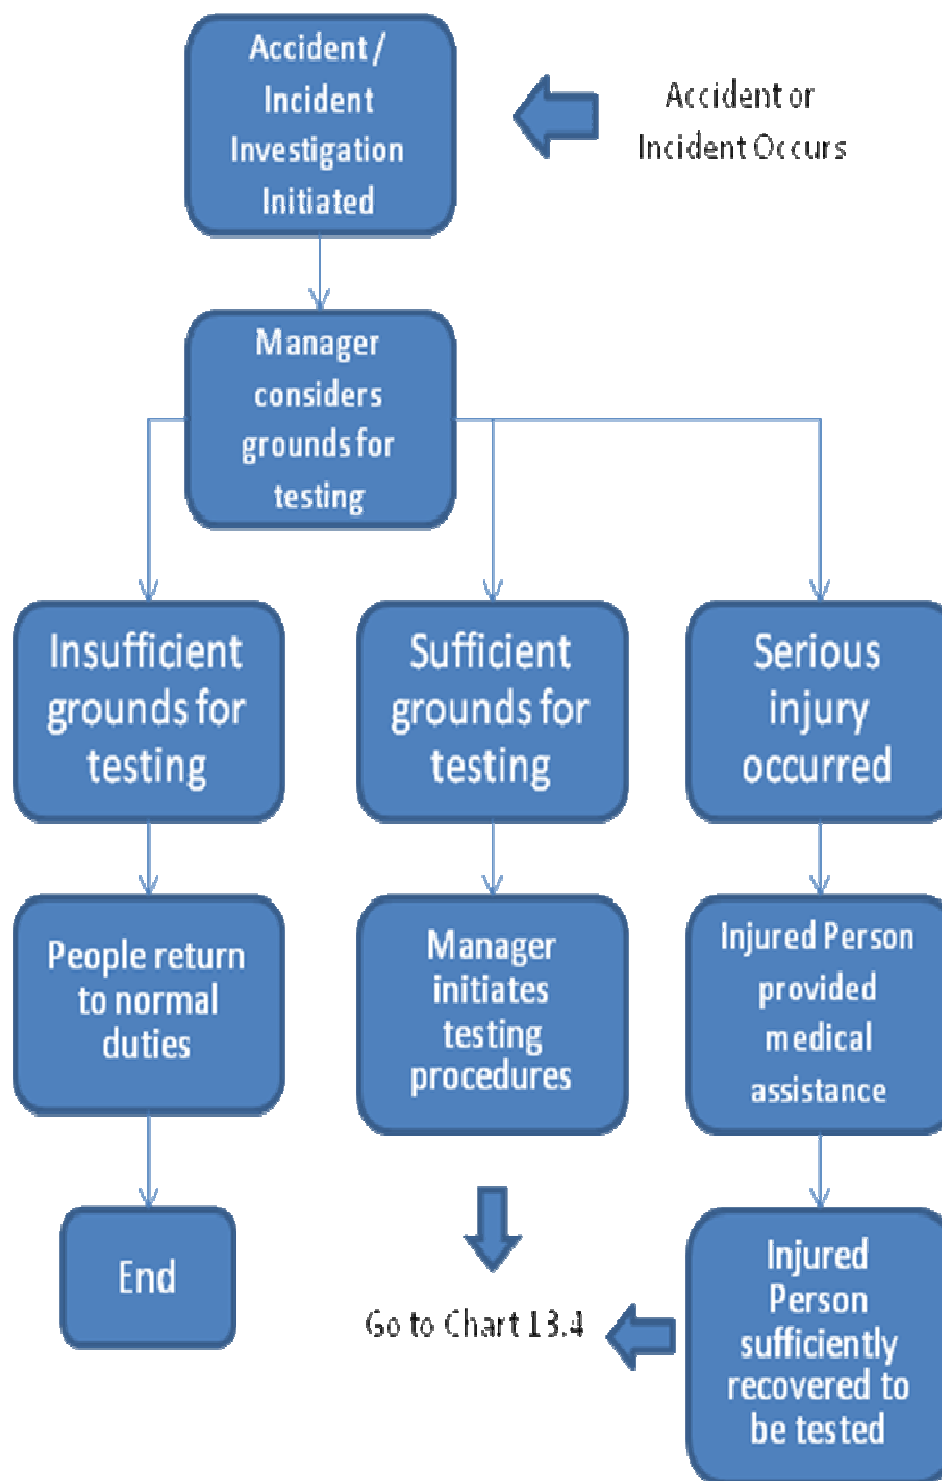 Accident /
Incident
Investigation
Initiated
Accident or
Incident Occurs
Manager
considers
grounds for
testing
Insufficient
grounds for
testing
Sufficient
grounds for
testing
Serious
injury
occurred
People return
to normal
duties
Manager
initiates
testing
procedures
Injured Person
provided
medical
assistance
End
Go to Chart 13.4
Injured
Person
sufficiently
recovered to
be tested